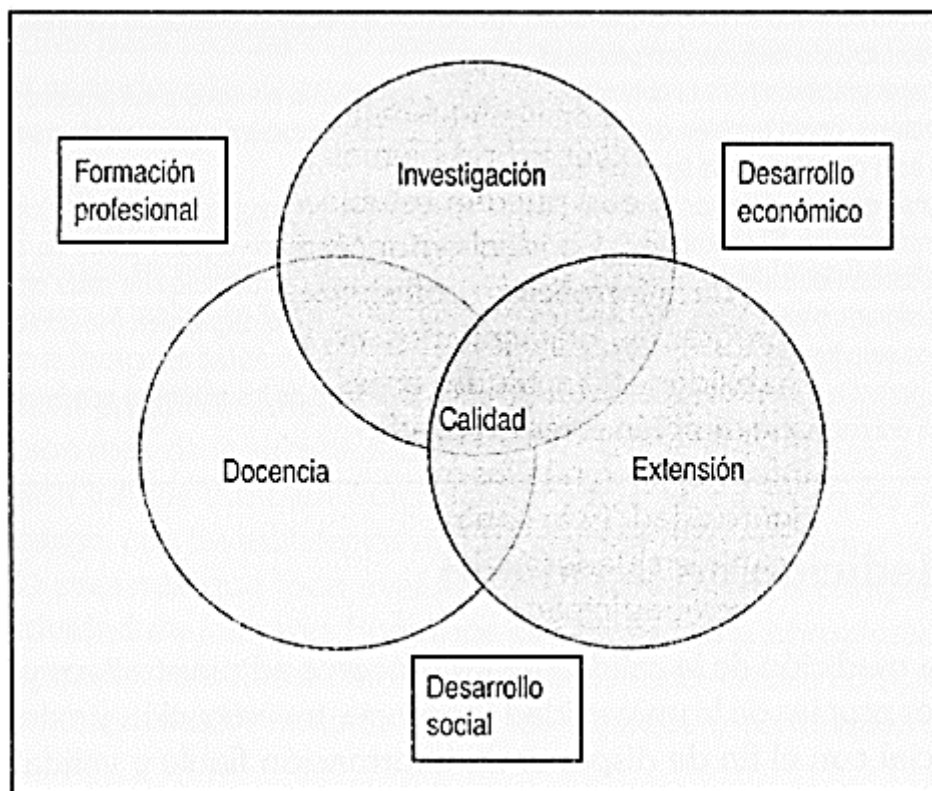 Formación
profesional
Investigación
Desarrollo
económico
Calidad
Docencia
Extensión
Desarrollo
social